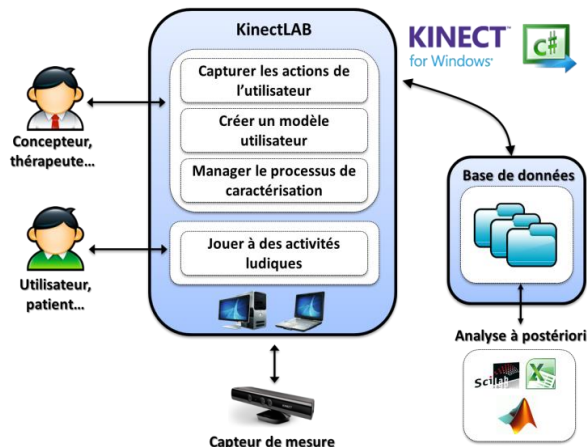 KinectLAB
KINECT™
for Windows®
C#
Capturer les actions de
l'utilisateur
Créer un modèle
utilisateur
Manager le processus de
caractérisation
Concepteur,
thérapeute...
Jouer à des activités
ludiques
Utilisateur,
patient...
Base de données
Analyse à postériori
Scilab
Capteur de mesure